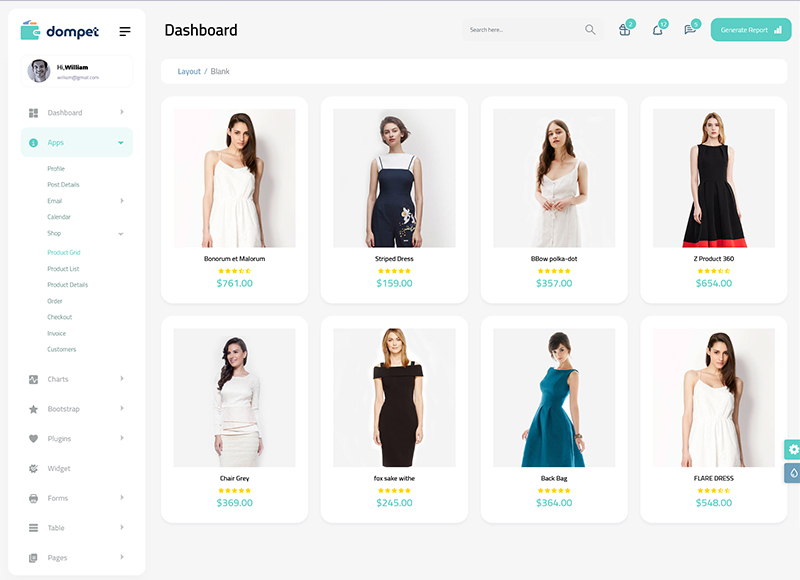 dompet
Dashboard
Search here...
2
12
5
Generate Report
Hi,William
william@gmail.com
Layout / Blank
Dashboard
Apps
Profile
Post Details
Email
Calendar
Shop
Product Grid
Product List
Product Details
Order
Checkout
Invoice
Customers
Charts
Bootstrap
Plugins
Widget
Forms
Table
Pages
Bonorum et Malorum
$761.00
Striped Dress
$159.00
BBow polka-dot
$357.00
Z Product 360
$654.00
Chair Grey
$369.00
fox sake withe
$245.00
Back Bag
$364.00
FLARE DRESS
$548.00